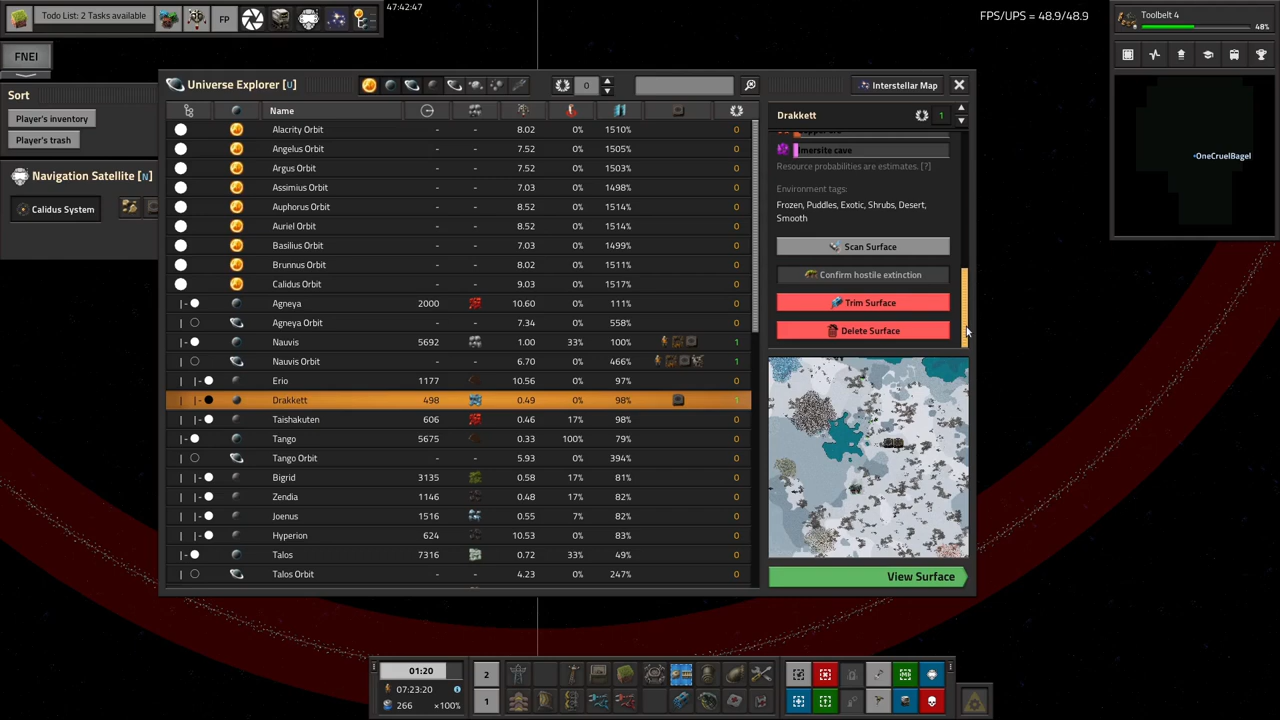 47:42:47
Todo List: 2 Tasks available
FP
FPS/UPS = 48.9/48.9
Toolbelt 4
48%
FNEI
Sort
Player's inventory
Player's trash
Navigation Satellite [N]
Calidus System
Universe Explorer [U]
0
Interstellar Map
Name
Alacrity Orbit - - 8.02 0% 1510% 0
Angelus Orbit - - 7.52 0% 1505% 0
Argus Orbit - - 7.52 0% 1503% 0
Assimius Orbit - - 7.03 0% 1498% 0
Auphorus Orbit - - 8.52 0% 1514% 0
Auriel Orbit - - 8.52 0% 1514% 0
Basilius Orbit - - 7.03 0% 1499% 0
Brunnus Orbit - - 8.02 0% 1511% 0
Calidus Orbit - - 9.03 0% 1517% 0
Agneya 2000 10.60 0% 111% 0
Agneya Orbit - - 7.34 0% 558% 0
Nauvis 5692 1.00 33% 100% 1
Nauvis Orbit - - 6.70 0% 466% 1
Erio 1177 10.56 0% 97% 0
Drakkett 498 0.49 0% 98% 1
Taishakuten 606 0.46 17% 98% 0
Tango 5675 0.33 100% 79% 0
Tango Orbit - - 5.93 0% 394% 0
Bigrid 3135 0.58 17% 81% 0
Zendia 1146 0.48 17% 82% 0
Joenus 1516 0.55 7% 82% 0
Hyperion 624 10.53 0% 83% 0
Talos 7316 0.72 33% 49% 0
Talos Orbit - - 4.23 0% 247% 0
Drakkett 1
Imersite cave
Resource probabilities are estimates. [?]
Environment tags:
Frozen, Puddles, Exotic, Shrubs, Desert,
Smooth
Scan Surface
Confirm hostile extinction
Trim Surface
Delete Surface
View Surface
OneCruelBagel
01:20
07:23:20
266 ×100%
2
1